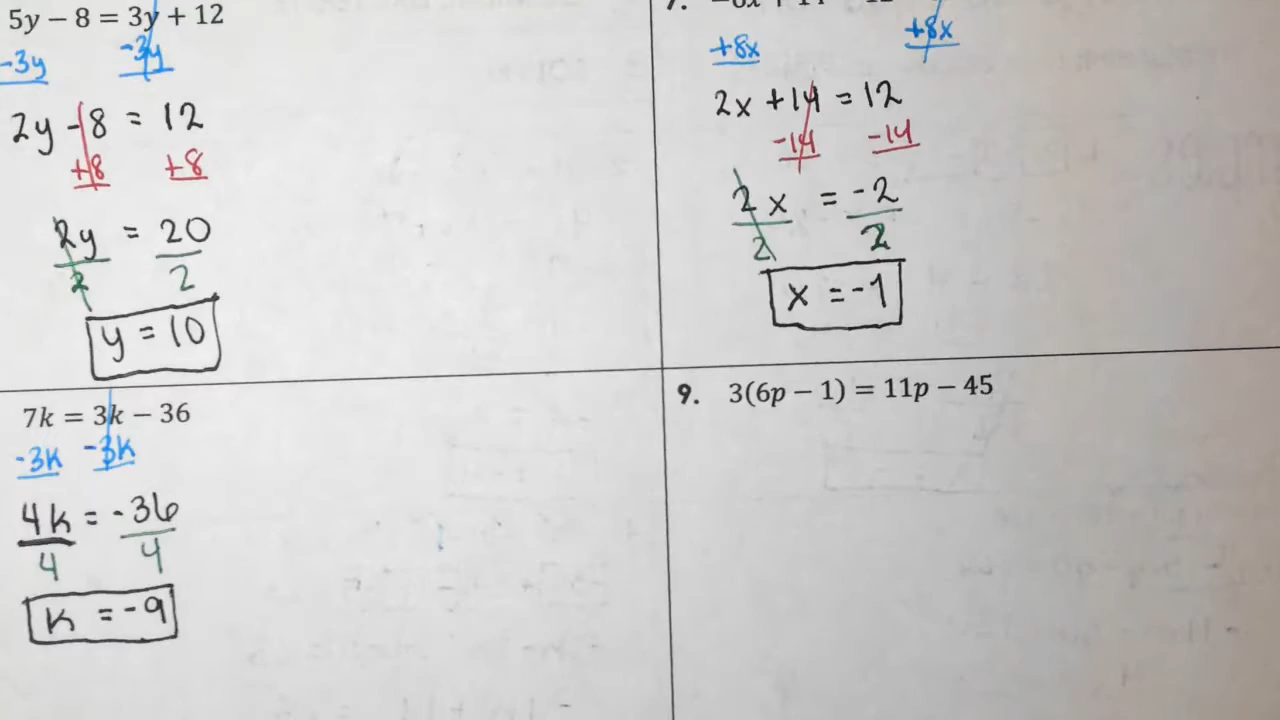 5y − 8 = 3y + 12
-3y -3y
2y - 8 = 12
+8 +8
2y = 20
2 2
y = 10
7.
+8x +8x
2x + 14 = 12
-14 -14
2x = -2
2 2
x = -1
7k = 3k − 36
-3k -3k
4k = -36
4 4
k = -9
9. 3(6p − 1) = 11p − 45